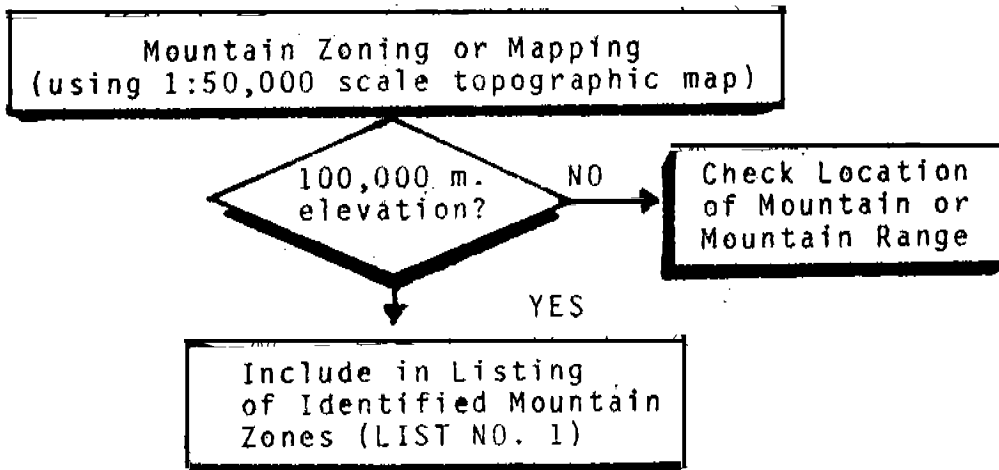 Mountain Zoning or Mapping
(using 1:50,000 scale topographic map)
100,000 m.
elevation?
NO
Check Location
of Mountain or
Mountain Range
YES
Include in Listing
of Identified Mountain
Zones (LIST NO. 1)